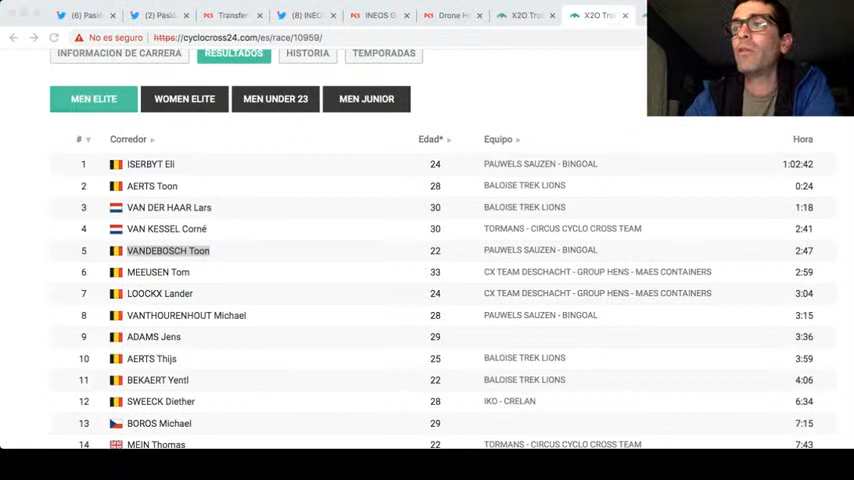 (6) Pasió
(2) Pasió
PCS Transfer
(8) INEO
PCS INEOS G
PCS Drone H
X2O Tro
X2O Tro
No es seguro https://cyclocross24.com/es/race/10959/
INFORMACIÓN DE CARRERA RESULTADOS HISTORIA TEMPORADAS
MEN ELITE WOMEN ELITE MEN UNDER 23 MEN JUNIOR
# Corredor Edad* Equipo Hora
1 ISERBYT Eli 24 PAUWELS SAUZEN - BINGOAL 1:02:42
2 AERTS Toon 28 BALOISE TREK LIONS 0:24
3 VAN DER HAAR Lars 30 BALOISE TREK LIONS 1:18
4 VAN KESSEL Corné 30 TORMANS - CIRCUS CYCLO CROSS TEAM 2:41
5 VANDEBOSCH Toon 22 PAUWELS SAUZEN - BINGOAL 2:47
6 MEEUSEN Tom 33 CX TEAM DESCHACHT - GROUP HENS - MAES CONTAINERS 2:59
7 LOOCKX Lander 24 CX TEAM DESCHACHT - GROUP HENS - MAES CONTAINERS 3:04
8 VANTHOURENHOUT Michael 28 PAUWELS SAUZEN - BINGOAL 3:15
9 ADAMS Jens 29 3:36
10 AERTS Thijs 25 BALOISE TREK LIONS 3:59
11 BEKAERT Yentl 22 BALOISE TREK LIONS 4:06
12 SWEECK Diether 28 IKO - CRELAN 6:34
13 BOROS Michael 29 7:15
14 MEIN Thomas 22 TORMANS - CIRCUS CYCLO CROSS TEAM 7:43